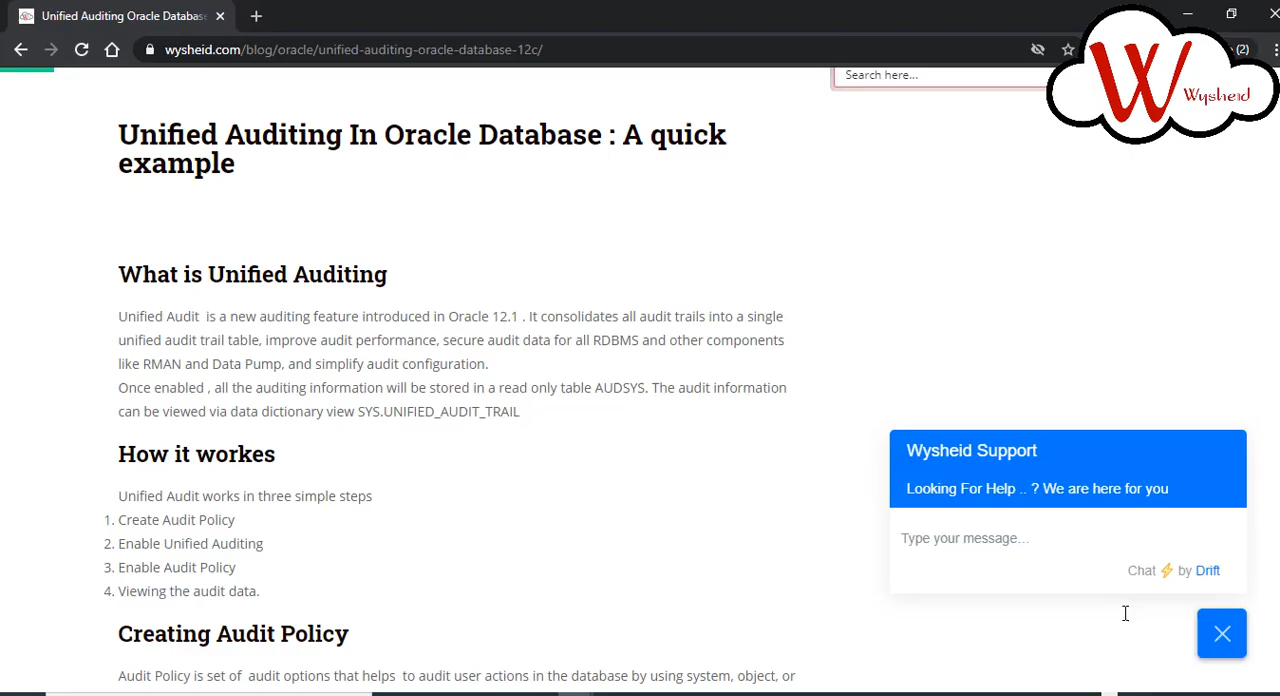 Unified Auditing Oracle Databas
wysheid.com/blog/oracle/unified-auditing-oracle-database-12c/
(2)
W Wysheid
Search here...
Unified Auditing In Oracle Database : A quick
example
What is Unified Auditing
Unified Audit is a new auditing feature introduced in Oracle 12.1 . It consolidates all audit trails into a single
unified audit trail table, improve audit performance, secure audit data for all RDBMS and other components
like RMAN and Data Pump, and simplify audit configuration.
Once enabled , all the auditing information will be stored in a read only table AUDSYS. The audit information
can be viewed via data dictionary view SYS.UNIFIED_AUDIT_TRAIL
How it workes
Unified Audit works in three simple steps
1. Create Audit Policy
2. Enable Unified Auditing
3. Enable Audit Policy
4. Viewing the audit data.
Creating Audit Policy
Audit Policy is set of audit options that helps to audit user actions in the database by using system, object, or
Wysheid Support
Looking For Help .. ? We are here for you
Type your message...
Chat ⚡ by Drift